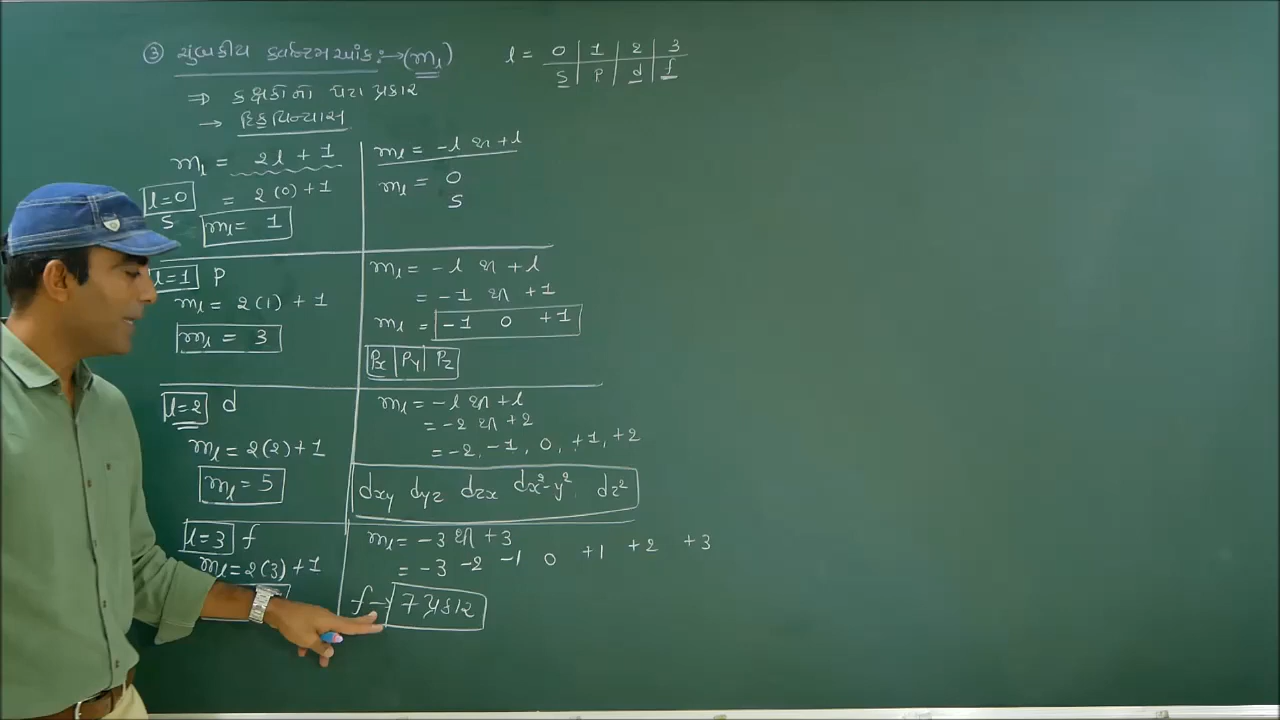 ③ ચુંબકીય ક્વોન્ટમઆંક :→ (mₗ)
⇒ કક્ષકોના પેટા પ્રકાર
→ દિક્વિન્યાસ
l = 0 1 2 3
s p d f
mₗ = 2l + 1
l=0 = 2(0)+1
s mₗ = 1
mₗ = -l થી +l
mₗ = 0
s
l=1 p
mₗ = 2(1) + 1
mₗ = 3
mₗ = -l થી +l
= -1 થી +1
mₗ = -1 0 +1
Px Py Pz
l=2 d
mₗ = 2(2)+1
mₗ = 5
mₗ = -l થી +l
= -2 થી +2
= -2, -1, 0, +1, +2
dxy dyz dzx dx²-y² dz²
l=3 f
mₗ = 2(3)+1
mₗ = -3 થી +3
= -3 -2 -1 0 +1 +2 +3
f → 7 પ્રકાર